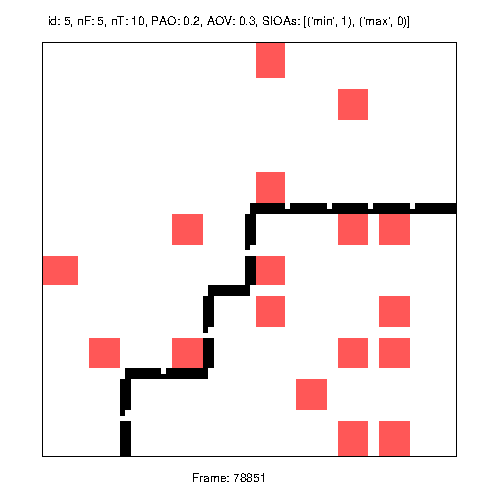 id: 5, nF: 5, nT: 10, PAO: 0.2, AOV: 0.3, SIOAs: [('min', 1), ('max', 0)]
Frame: 78851